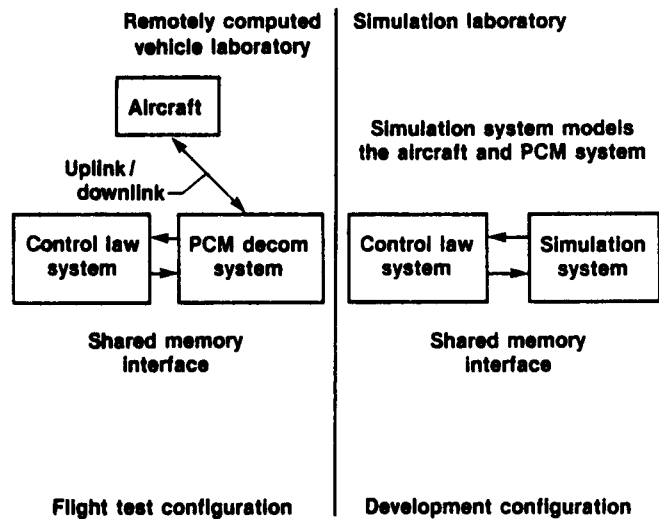 Remotely computed
vehicle laboratory
Aircraft
Uplink/
downlink
Control law
system
PCM decom
system
Shared memory
interface
Flight test configuration
Simulation laboratory
Simulation system models
the aircraft and PCM system
Control law
system
Simulation
system
Shared memory
interface
Development configuration